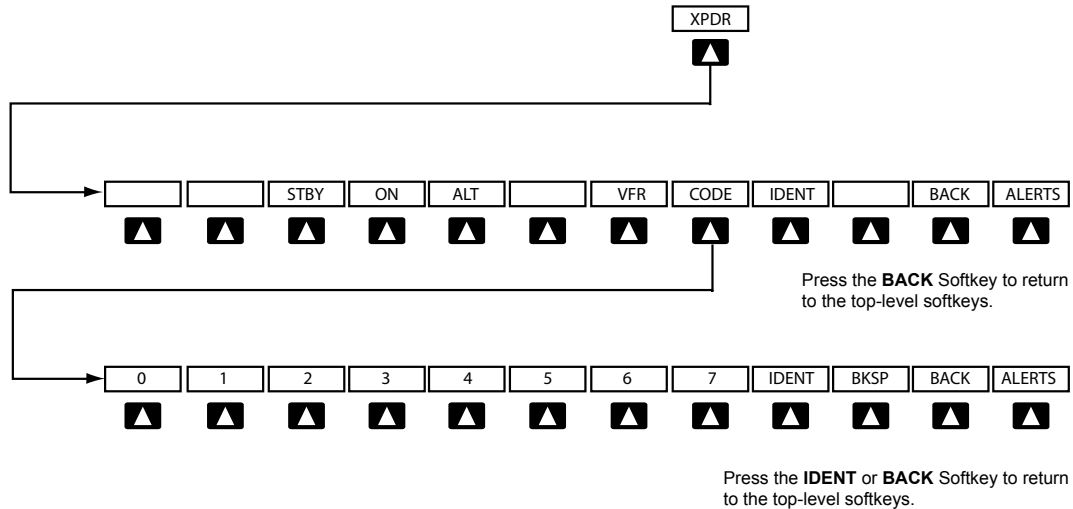 XPDR
STBY ON ALT VFR CODE IDENT BACK ALERTS
Press the BACK Softkey to return
to the top-level softkeys.
0 1 2 3 4 5 6 7 IDENT BKSP BACK ALERTS
Press the IDENT or BACK Softkey to return
to the top-level softkeys.